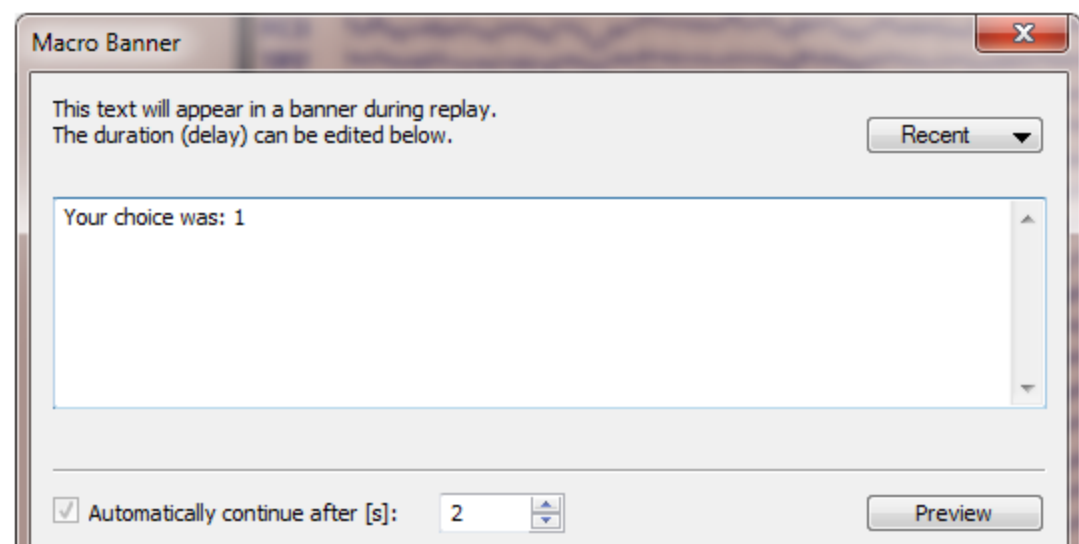 Macro Banner
This text will appear in a banner during replay.
The duration (delay) can be edited below.
Recent
Your choice was: 1
Automatically continue after [s]: 2
Preview